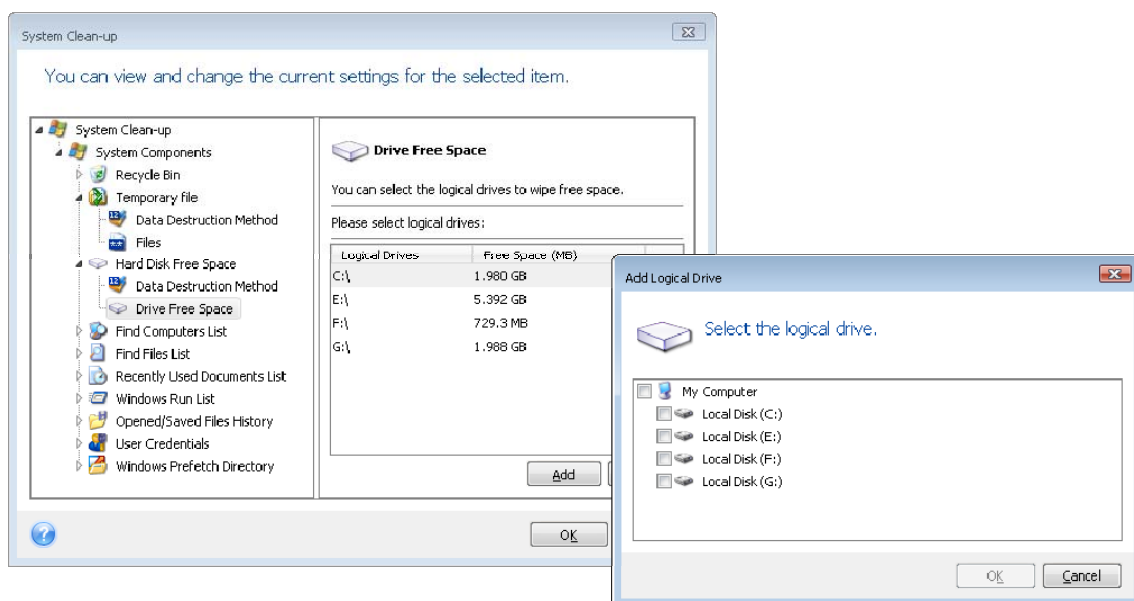 System Clean-up
You can view and change the current settings for the selected item.
System Clean-up
System Components
Recycle Bin
Temporary file
Data Destruction Method
Files
Hard Disk Free Space
Data Destruction Method
Drive Free Space
Find Computers List
Find Files List
Recently Used Documents List
Windows Run List
Opened/Saved Files History
User Credentials
Windows Prefetch Directory
Drive Free Space
You can select the logical drives to wipe free space.
Please select logical drives:
Logical Drives Free Space (MB)
C:\ 1.980 GB
E:\ 5.392 GB
F:\ 729.3 MB
G:\ 1.988 GB
Add
OK
Add Logical Drive
Select the logical drive.
My Computer
Local Disk (C:)
Local Disk (E:)
Local Disk (F:)
Local Disk (G:)
OK Cancel